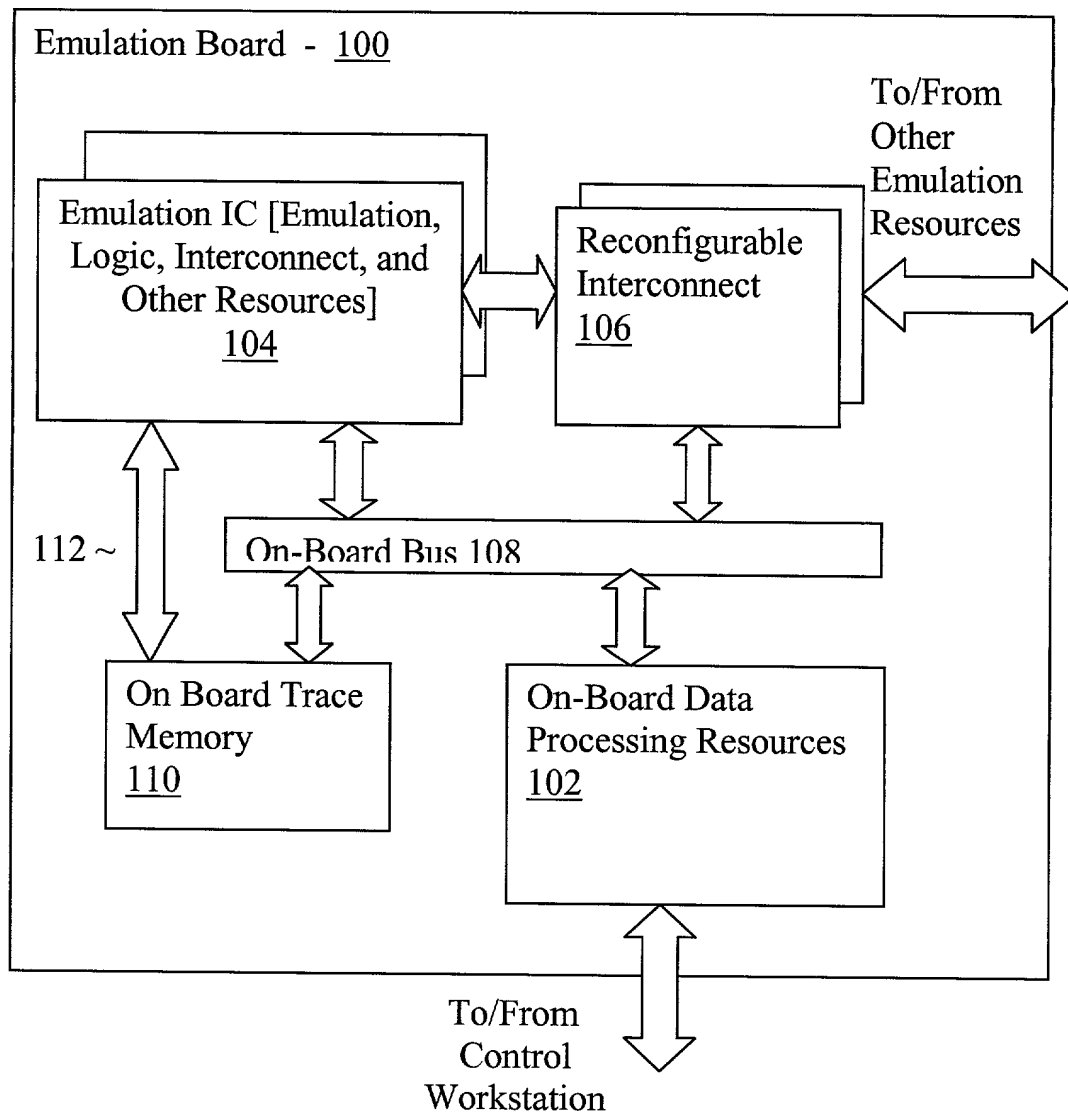 Emulation Board - 100
To/From
Other
Emulation
Resources
Emulation IC [Emulation,
Logic, Interconnect, and
Other Resources]
104
Reconfigurable
Interconnect
106
112 ~
On-Board Bus 108
On Board Trace
Memory
110
On-Board Data
Processing Resources
102
To/From
Control
Workstation